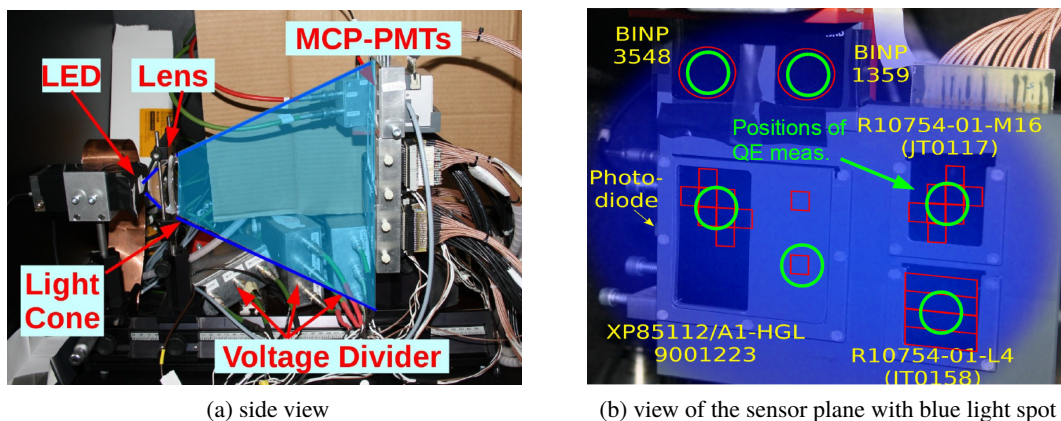 MCP-PMTs
LED
Lens
Light
Cone
Voltage Divider
(a) side view
BINP
3548
BINP
1359
Positions of
QE meas.
R10754-01-M16
(JT0117)
Photo-
diode
XP85112/A1-HGL
9001223
R10754-01-L4
(JT0158)
(b) view of the sensor plane with blue light spot